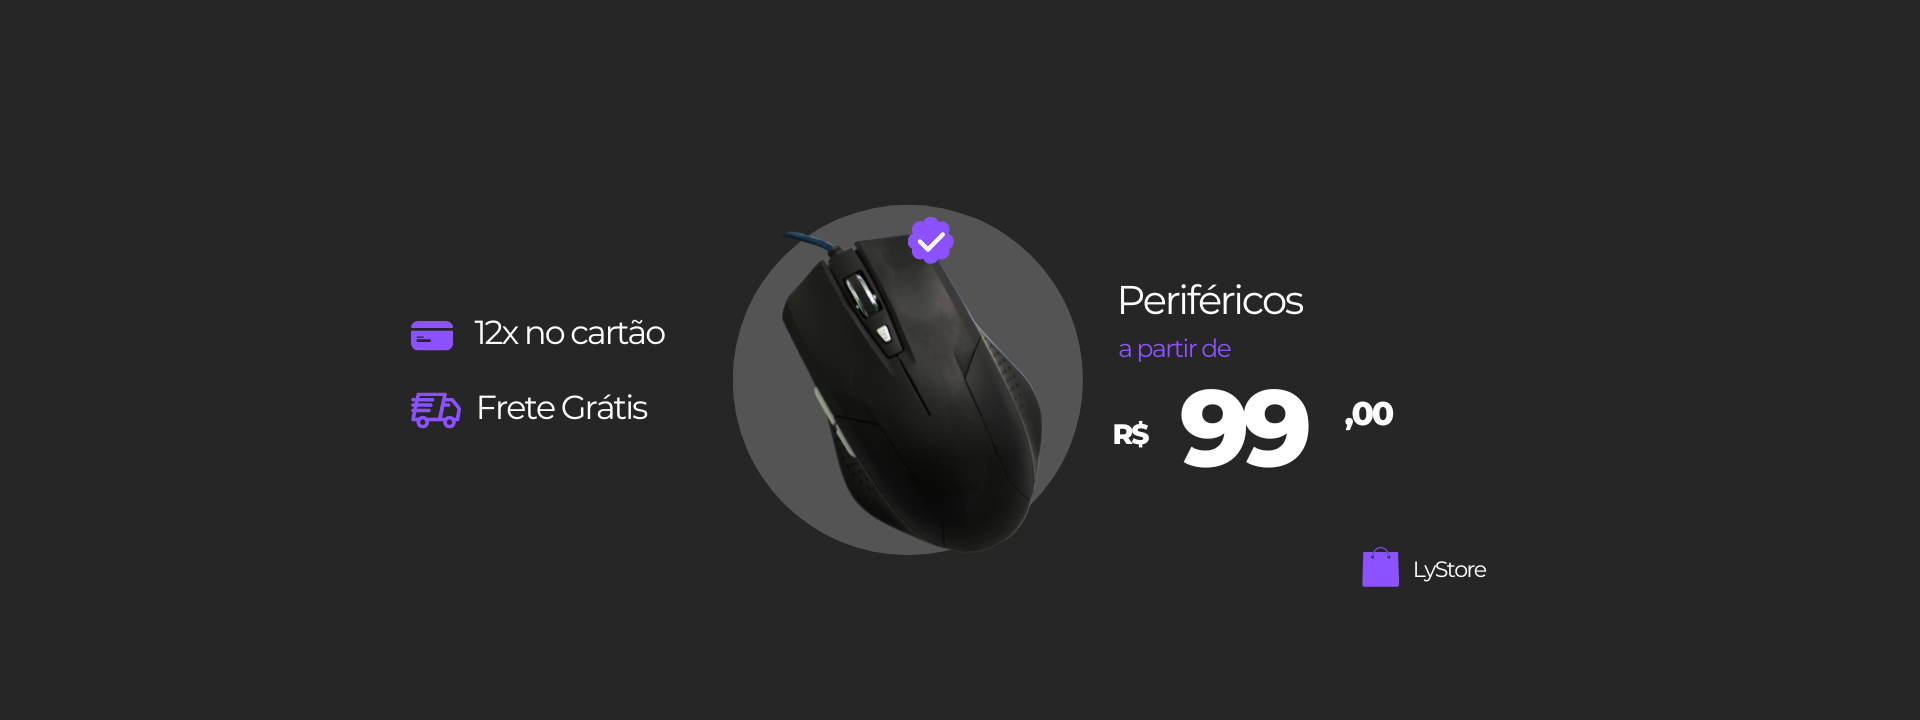 12x no cartão
Frete Grátis
Periféricos
a partir de
R$ 99 ,00
LyStore